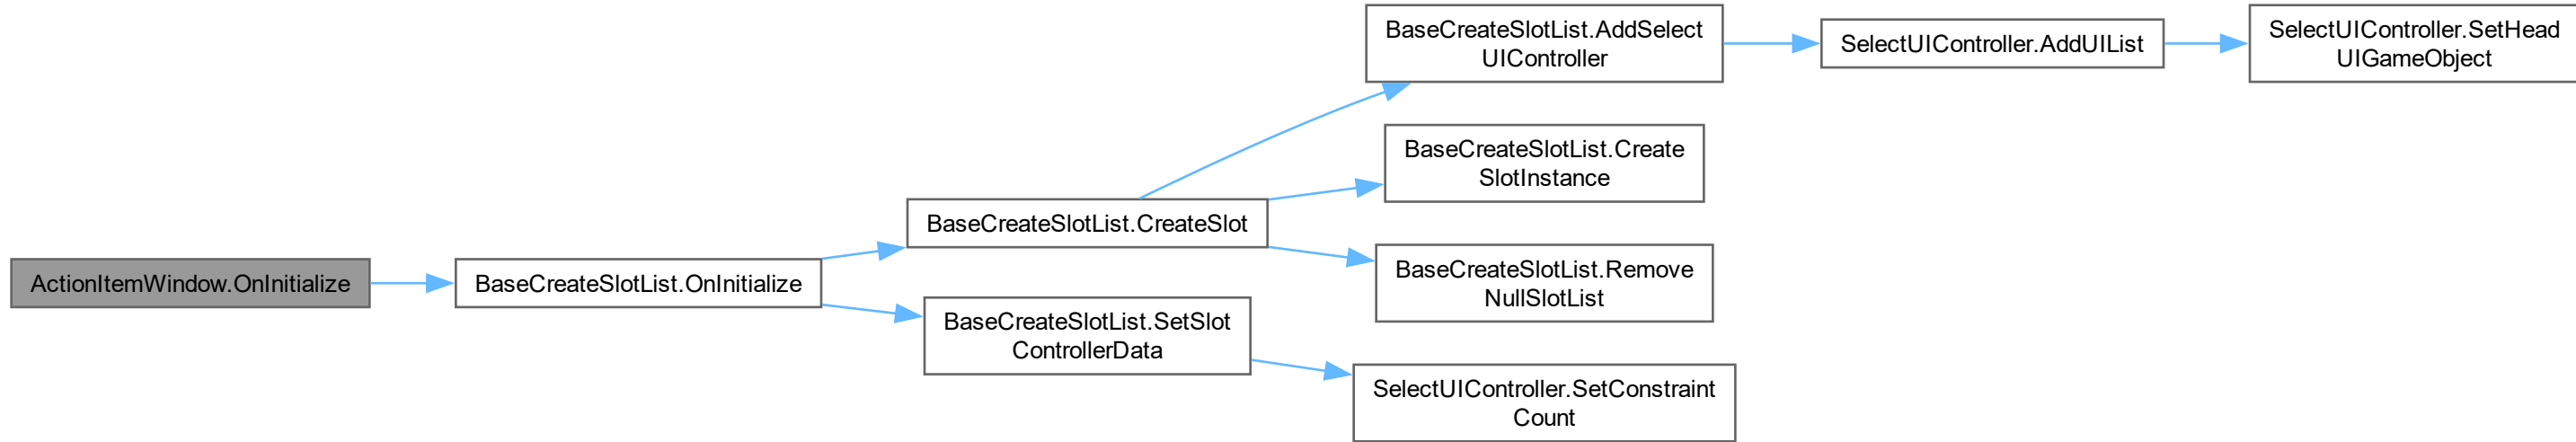 BaseCreateSlotList.AddSelect
UIController
SelectUIController.AddUIList
SelectUIController.SetHead
UIGameObject
BaseCreateSlotList.Create
SlotInstance
BaseCreateSlotList.CreateSlot
BaseCreateSlotList.Remove
NullSlotList
ActionItemWindow.OnInitialize
BaseCreateSlotList.OnInitialize
BaseCreateSlotList.SetSlot
ControllerData
SelectUIController.SetConstraint
Count